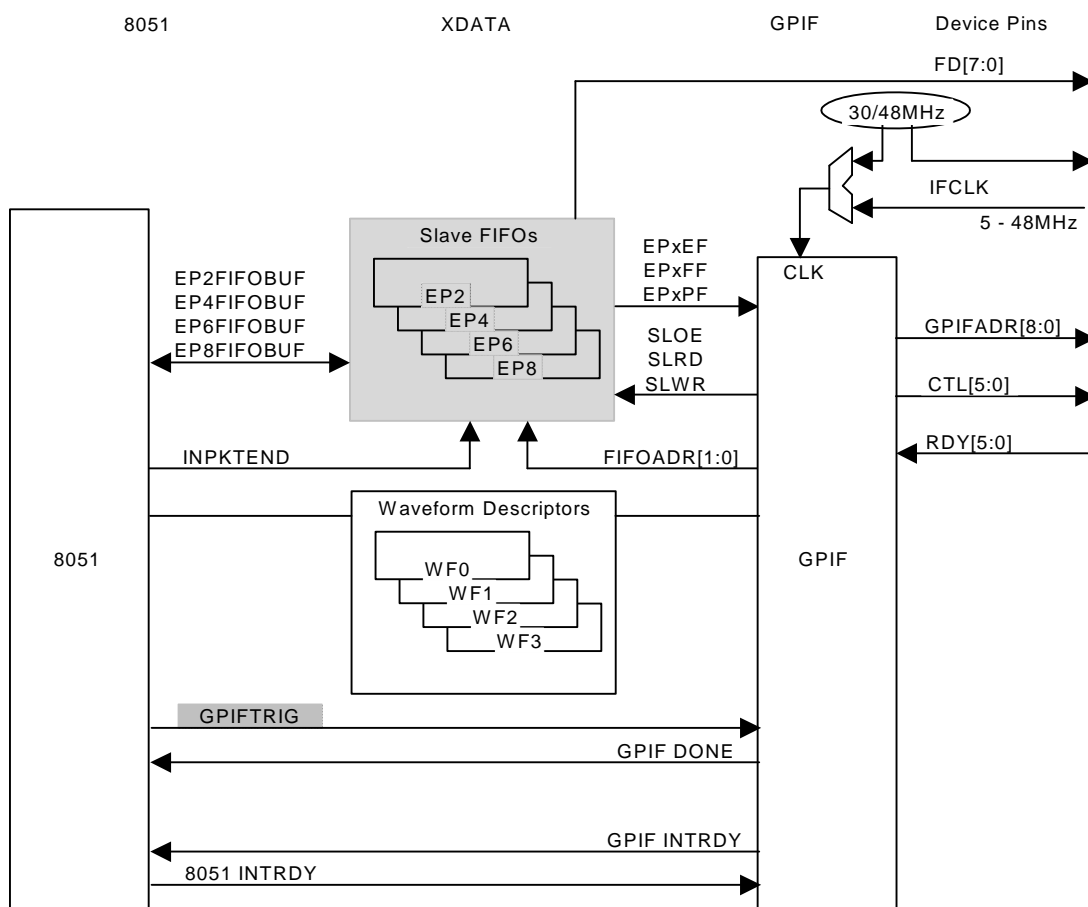 8051 XDATA GPIF Device Pins
FD[7:0]
30/48MHz
IFCLK
5 - 48MHz
Slave FIFOs
EP2
EP4
EP6
EP8
EP2FIFOBUF
EP4FIFOBUF
EP6FIFOBUF
EP8FIFOBUF
EPxEF
EPxFF
EPxPF
SLOE
SLRD
SLWR
CLK
GPIFADR[8:0]
CTL[5:0]
RDY[5:0]
INPKTEND
FIFOADR[1:0]
Waveform Descriptors
WF0
WF1
WF2
WF3
8051
GPIF
GPIFTRIG
GPIF DONE
GPIF INTRDY
8051 INTRDY